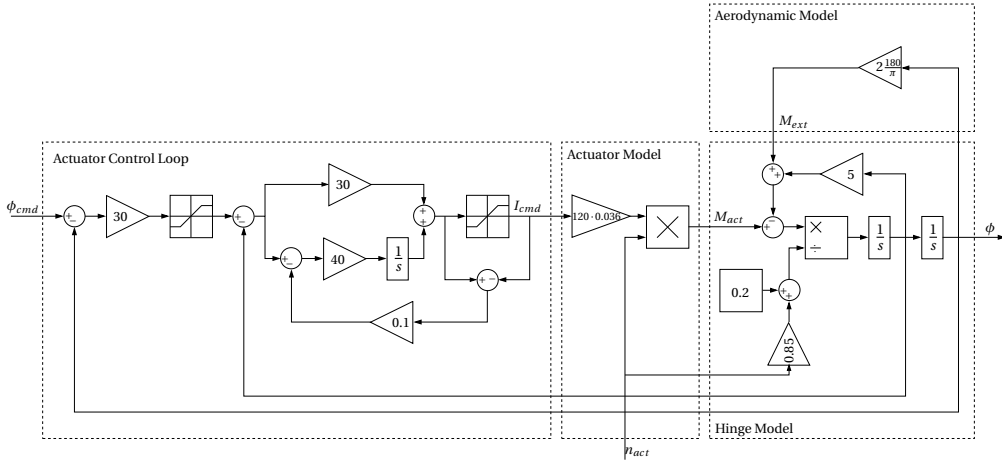 Aerodynamic Model
2 180/π
M_ext
Actuator Control Loop
Actuator Model
ϕ_cmd
+
−
30
+
−
30
+
+
I_cmd
120 · 0.036
×
M_act
+
+
5
+
−
×
÷
1/s
1/s
ϕ
+
−
40
1/s
+
−
0.1
0.2
+
+
0.85
n_act
Hinge Model